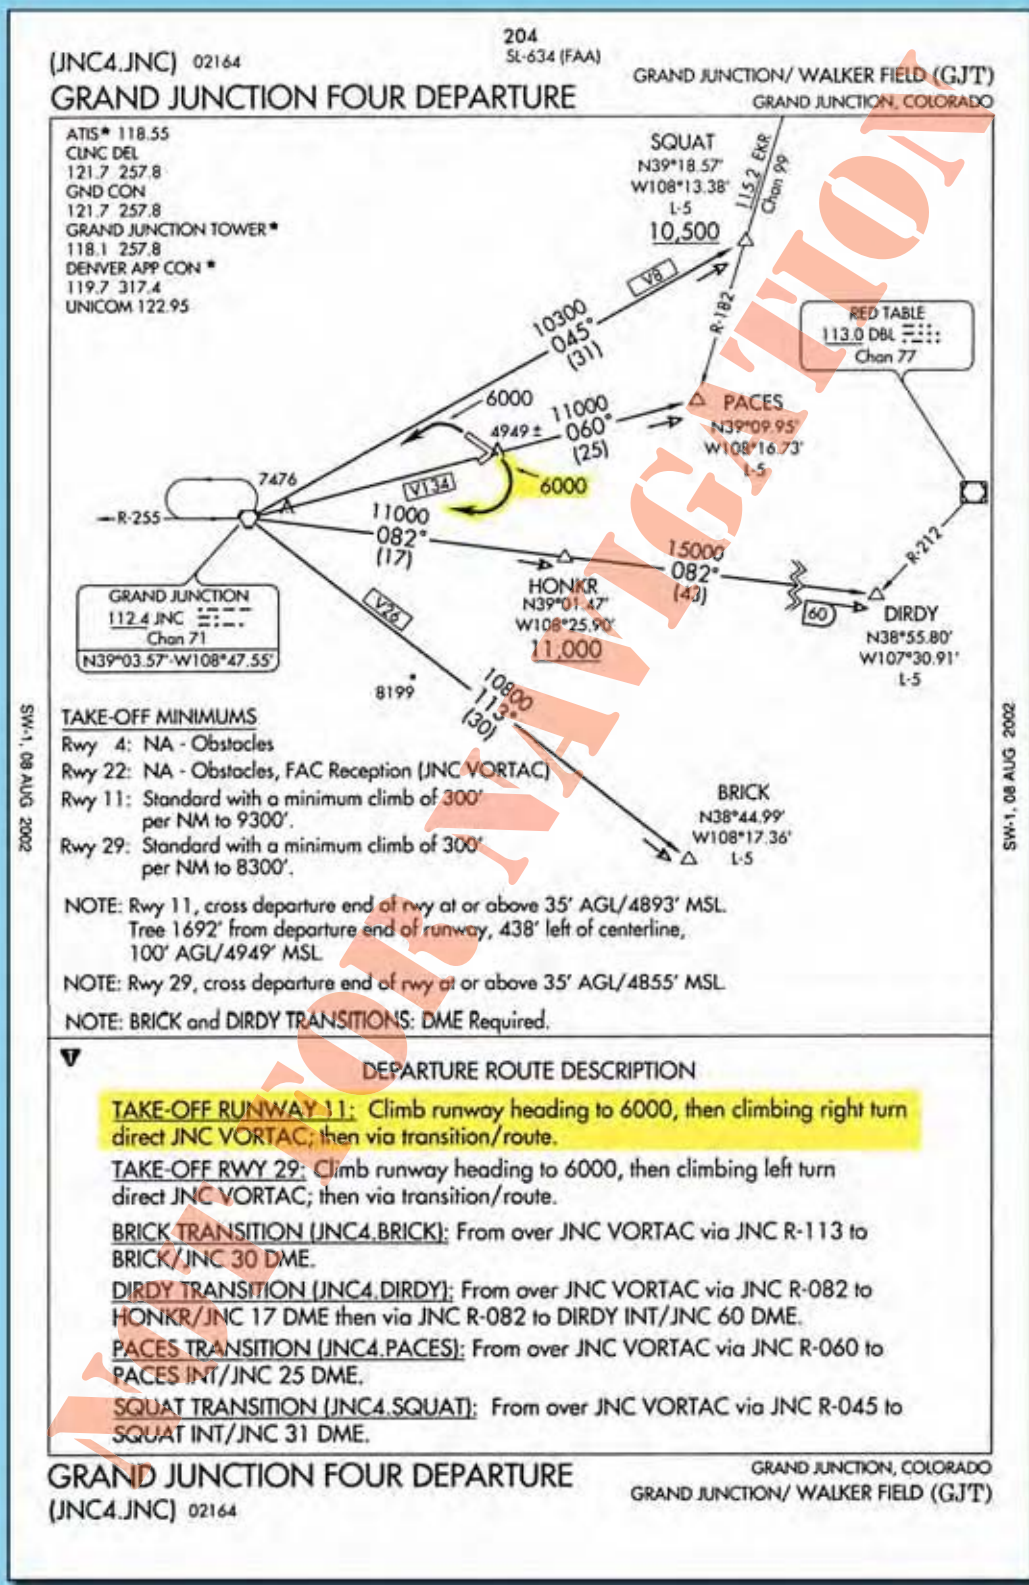 204
SL-634 (FAA)
(JNC4.JNC) 02164
GRAND JUNCTION/ WALKER FIELD (GJT)
GRAND JUNCTION FOUR DEPARTURE
GRAND JUNCTION, COLORADO
ATIS* 118.55
CLNC DEL
121.7 257.8
GND CON
121.7 257.8
GRAND JUNCTION TOWER*
118.1 257.8
DENVER APP CON *
119.7 317.4
UNICOM 122.95
SQUAT
N39°18.57'
W108°13.38'
L-5
10,500
115.2 EKR
Chan 99
R-182
V8
10300
045°
(31)
RED TABLE
113.0 DBL
Chan 77
6000
4949 ±
11000
060°
(25)
PACES
N39°09.95'
W108°16.73'
L-5
6000
7476
V134
R-255
11000
082°
(17)
15000
082°
(43)
R-212
HONKR
N39°01.47'
W108°25.90'
11,000
60
DIRDY
N38°55.80'
W107°30.91'
L-5
GRAND JUNCTION
112.4 JNC
Chan 71
N39°03.57'-W108°47.55'
V26
8199
10800
113°
(30)
BRICK
N38°44.99'
W108°17.36'
L-5
SW-1, 08 AUG 2002
SW-1, 08 AUG 2002
TAKE-OFF MINIMUMS
Rwy 4: NA - Obstacles
Rwy 22: NA - Obstacles, FAC Reception (JNC VORTAC)
Rwy 11: Standard with a minimum climb of 300'
per NM to 9300'.
Rwy 29: Standard with a minimum climb of 300'
per NM to 8300'.
NOTE: Rwy 11, cross departure end of rwy at or above 35' AGL/4893' MSL.
Tree 1692' from departure end of runway, 438' left of centerline,
100' AGL/4949' MSL
NOTE: Rwy 29, cross departure end of rwy at or above 35' AGL/4855' MSL
NOTE: BRICK and DIRDY TRANSITIONS: DME Required.
T
DEPARTURE ROUTE DESCRIPTION
TAKE-OFF RUNWAY 11: Climb runway heading to 6000, then climbing right turn
direct JNC VORTAC; then via transition/route.
TAKE-OFF RWY 29: Climb runway heading to 6000, then climbing left turn
direct JNC VORTAC; then via transition/route.
BRICK TRANSITION (JNC4.BRICK): From over JNC VORTAC via JNC R-113 to
BRICK/JNC 30 DME.
DIRDY TRANSITION (JNC4.DIRDY): From over JNC VORTAC via JNC R-082 to
HONKR/JNC 17 DME then via JNC R-082 to DIRDY INT/JNC 60 DME.
PACES TRANSITION (JNC4.PACES): From over JNC VORTAC via JNC R-060 to
PACES INT/JNC 25 DME.
SQUAT TRANSITION (JNC4.SQUAT): From over JNC VORTAC via JNC R-045 to
SQUAT INT/JNC 31 DME.
GRAND JUNCTION FOUR DEPARTURE
GRAND JUNCTION, COLORADO
(JNC4.JNC) 02164
GRAND JUNCTION/ WALKER FIELD (GJT)
NOT FOR NAVIGATION